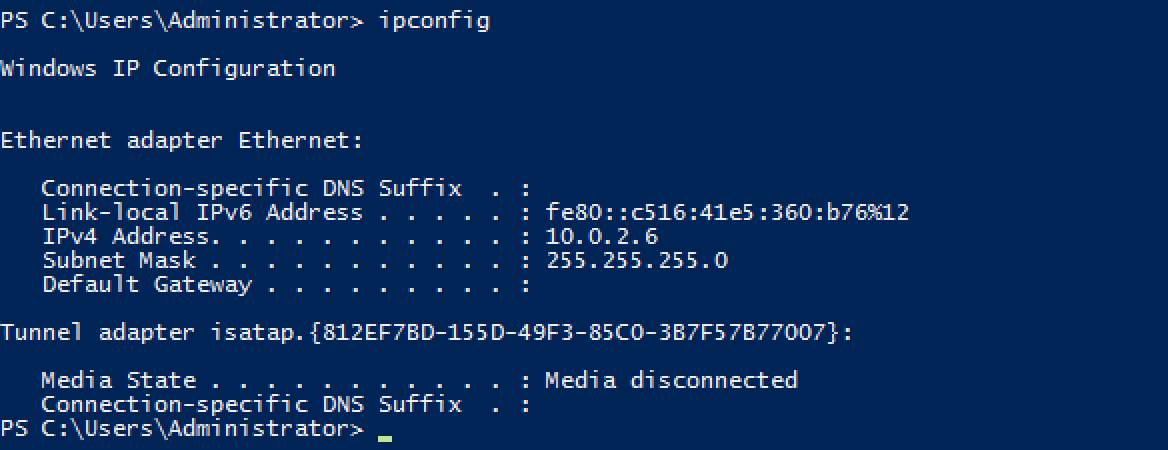 PS C:\Users\Administrator> ipconfig
Windows IP Configuration
Ethernet adapter Ethernet:
Connection-specific DNS Suffix  . :
Link-local IPv6 Address . . . . . : fe80::c516:41e5:360:b76%12
IPv4 Address. . . . . . . . . . . : 10.0.2.6
Subnet Mask . . . . . . . . . . . : 255.255.255.0
Default Gateway . . . . . . . . . :
Tunnel adapter isatap.{812EF7BD-155D-49F3-85C0-3B7F57B77007}:
Media State . . . . . . . . . . . : Media disconnected
Connection-specific DNS Suffix  . :
PS C:\Users\Administrator>